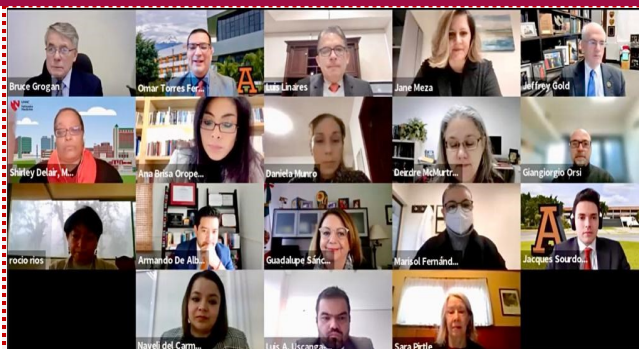 Bruce Grogan
Omar Torres Fer...
Luis Linares
Jane Meza
Jeffrey Gold
Shirley Delair, M...
Ana Brisa Orope...
Daniela Munro
Deirdre McMurtr...
Giangiorgio Orsi
rocio rios
Armando De Alb...
Guadalupe Sánc...
Marisol Fernánd...
Jacques Sourdo...
Nayeli del Carm...
Luis A. Uscanga
Sara Pirtle